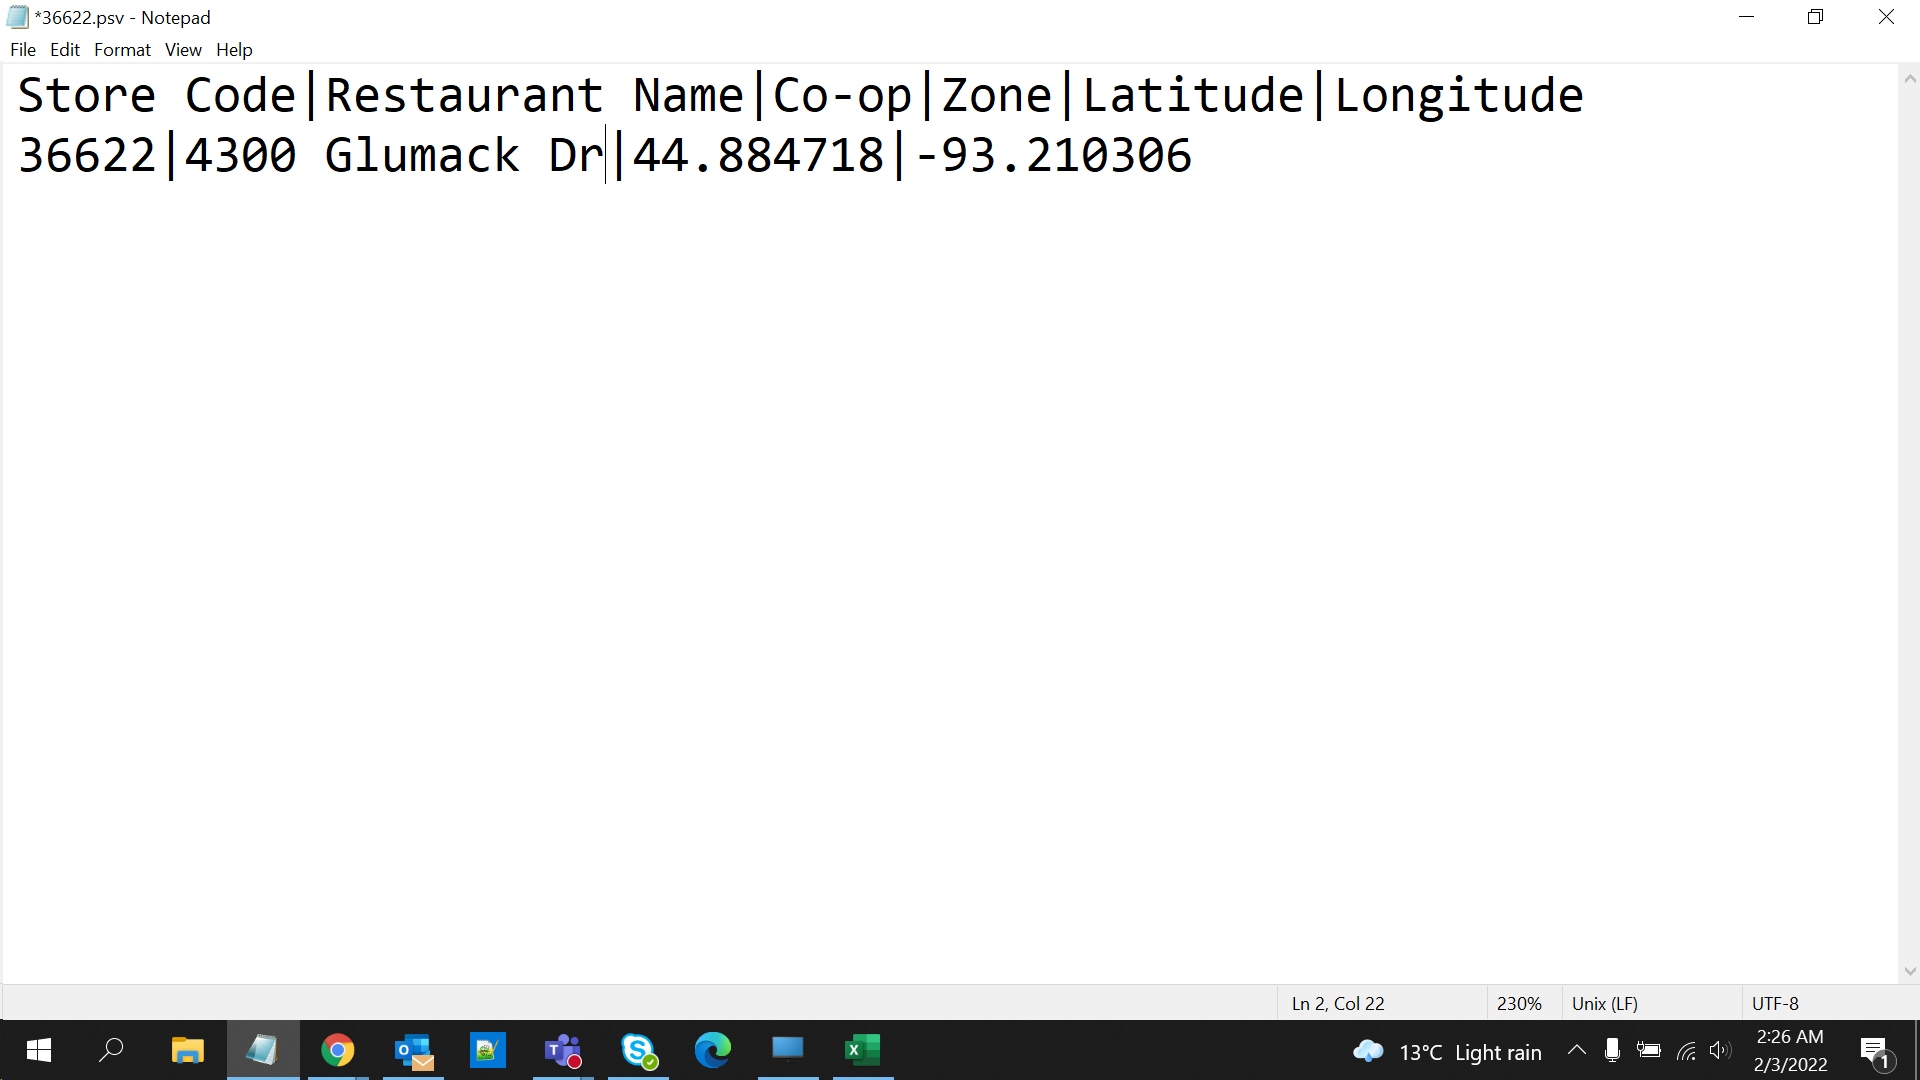 *36622.psv - Notepad
File Edit Format View Help
Store Code|Restaurant Name|Co-op|Zone|Latitude|Longitude
36622|4300 Glumack Dr|44.884718|-93.210306
Ln 2, Col 22 230% Unix (LF) UTF-8
13°C Light rain
2:26 AM
2/3/2022
1